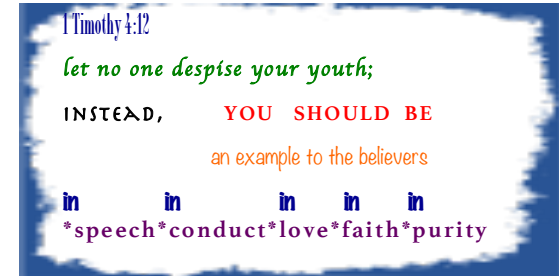 1 Timothy 4:12
let no one despise your youth;
INSTEAD, YOU SHOULD BE
an example to the believers
in in in in in
*speech*conduct*love*faith*purity